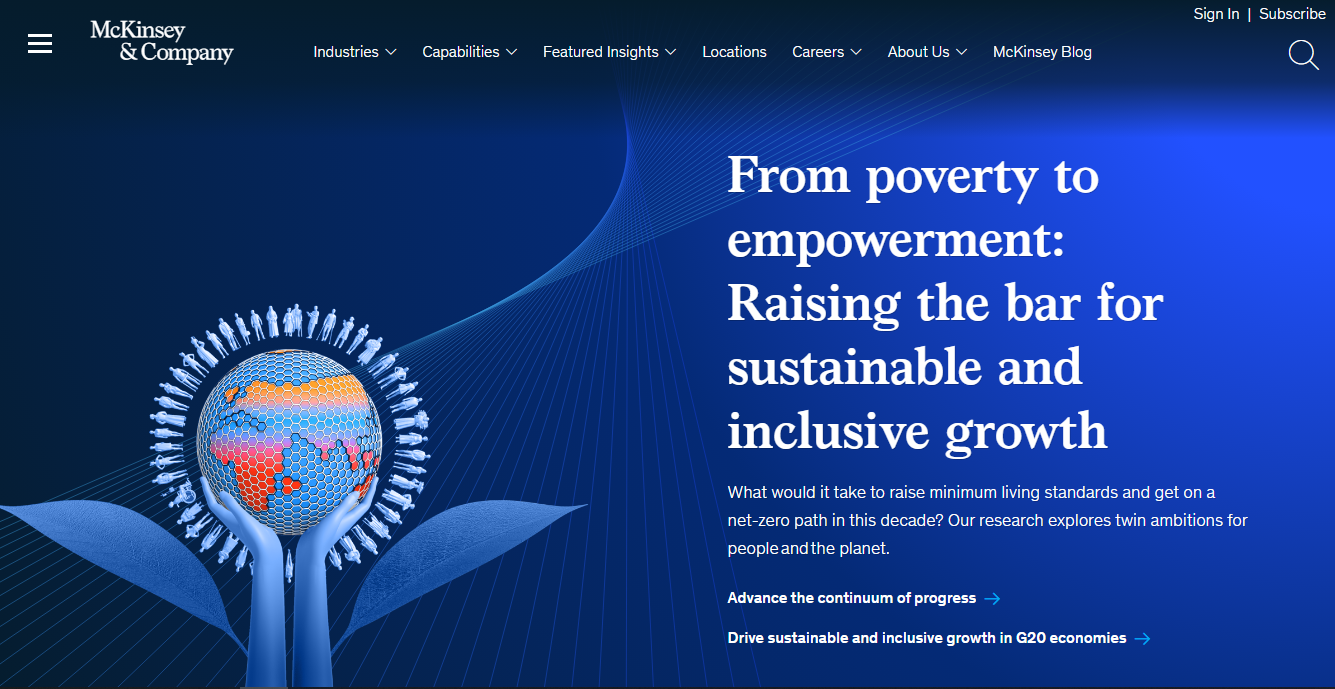 Sign In | Subscribe
McKinsey
& Company
Industries Capabilities Featured Insights Locations Careers About Us McKinsey Blog
From poverty to
empowerment:
Raising the bar for
sustainable and
inclusive growth
What would it take to raise minimum living standards and get on a
net-zero path in this decade? Our research explores twin ambitions for
people and the planet.
Advance the continuum of progress
Drive sustainable and inclusive growth in G20 economies